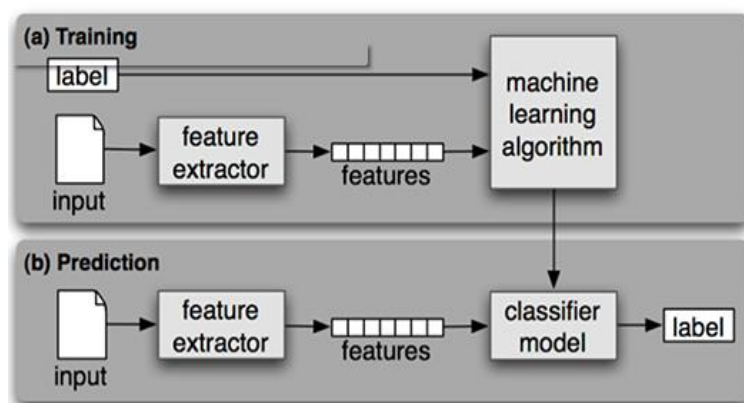 (a) Training
label
machine
learning
algorithm
feature
extractor
features
input
(b) Prediction
feature
extractor
features
classifier
model
label
input